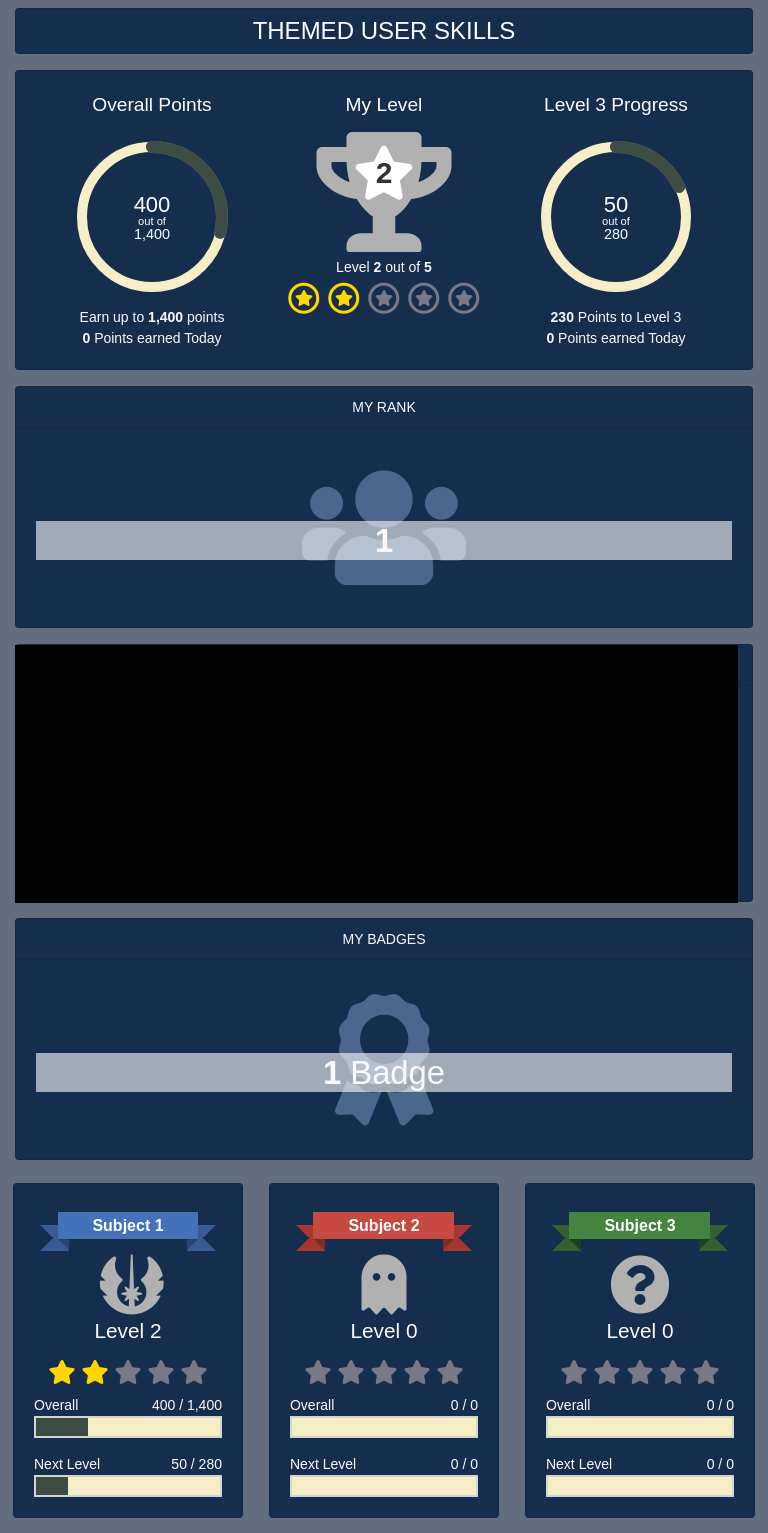 THEMED USER SKILLS
Overall Points
400
out of
1,400
Earn up to 1,400 points
0 Points earned Today
My Level
2
Level 2 out of 5
Level 3 Progress
50
out of
280
230 Points to Level 3
0 Points earned Today
MY RANK
1
MY BADGES
1 Badge
Subject 1
Level 2
Overall 400 / 1,400
Next Level 50 / 280
Subject 2
Level 0
Overall 0 / 0
Next Level 0 / 0
Subject 3
Level 0
Overall 0 / 0
Next Level 0 / 0